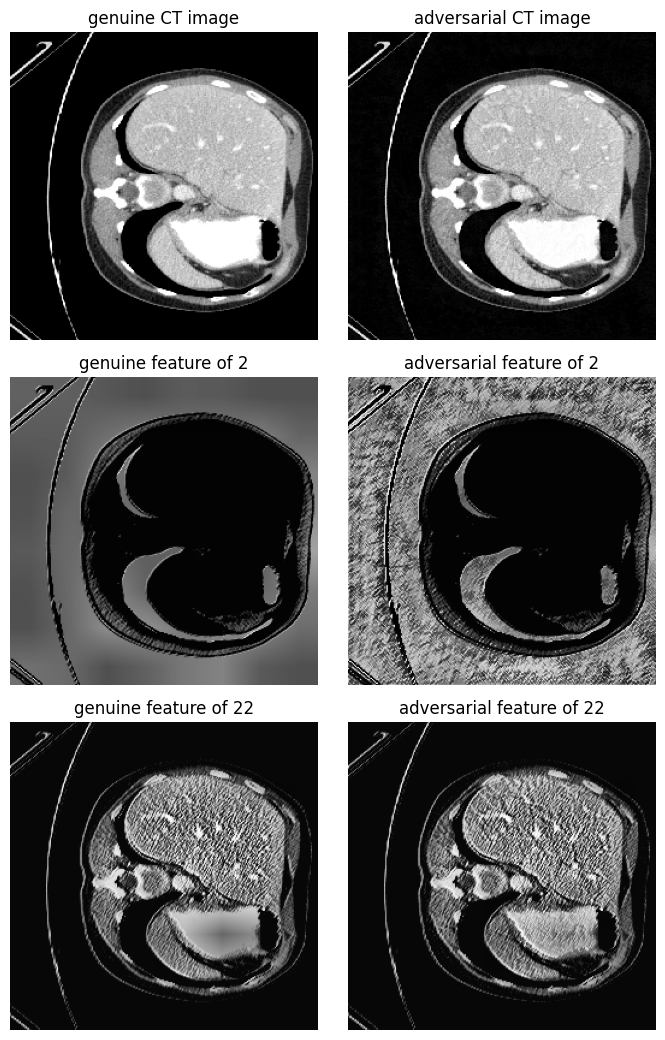 genuine CT image
adversarial CT image
genuine feature of 2
adversarial feature of 2
genuine feature of 22
adversarial feature of 22